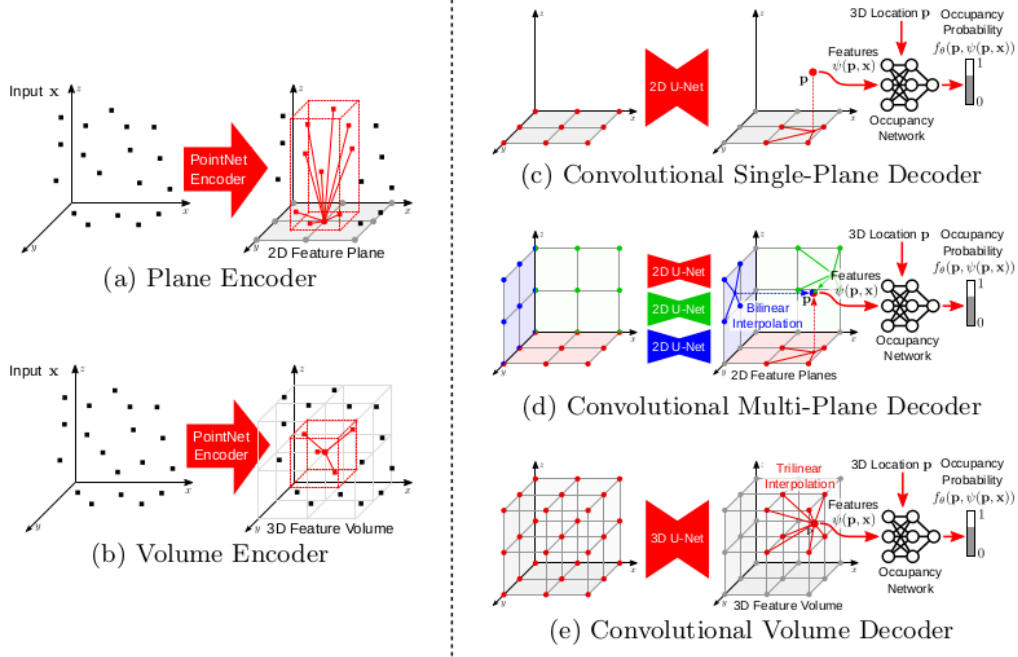 Input x
z
x
y
PointNet
Encoder
z
x
y
2D Feature Plane
(a) Plane Encoder
Input x
z
x
y
PointNet
Encoder
z
x
y
3D Feature Volume
(b) Volume Encoder
z
x
y
2D U-Net
z
x
y
p
3D Location p
Features
ψ(p, x)
Occupancy
Network
Occupancy
Probability
fθ(p, ψ(p, x))
1
0
(c) Convolutional Single-Plane Decoder
z
x
y
2D U-Net
2D U-Net
2D U-Net
z
x
y
p
Bilinear
Interpolation
2D Feature Planes
3D Location p
Features
ψ(p, x)
Occupancy
Network
Occupancy
Probability
fθ(p, ψ(p, x))
1
0
(d) Convolutional Multi-Plane Decoder
z
x
y
3D U-Net
z
x
y
Trilinear
Interpolation
p
3D Feature Volume
3D Location p
Features
ψ(p, x)
Occupancy
Network
Occupancy
Probability
fθ(p, ψ(p, x))
1
0
(e) Convolutional Volume Decoder